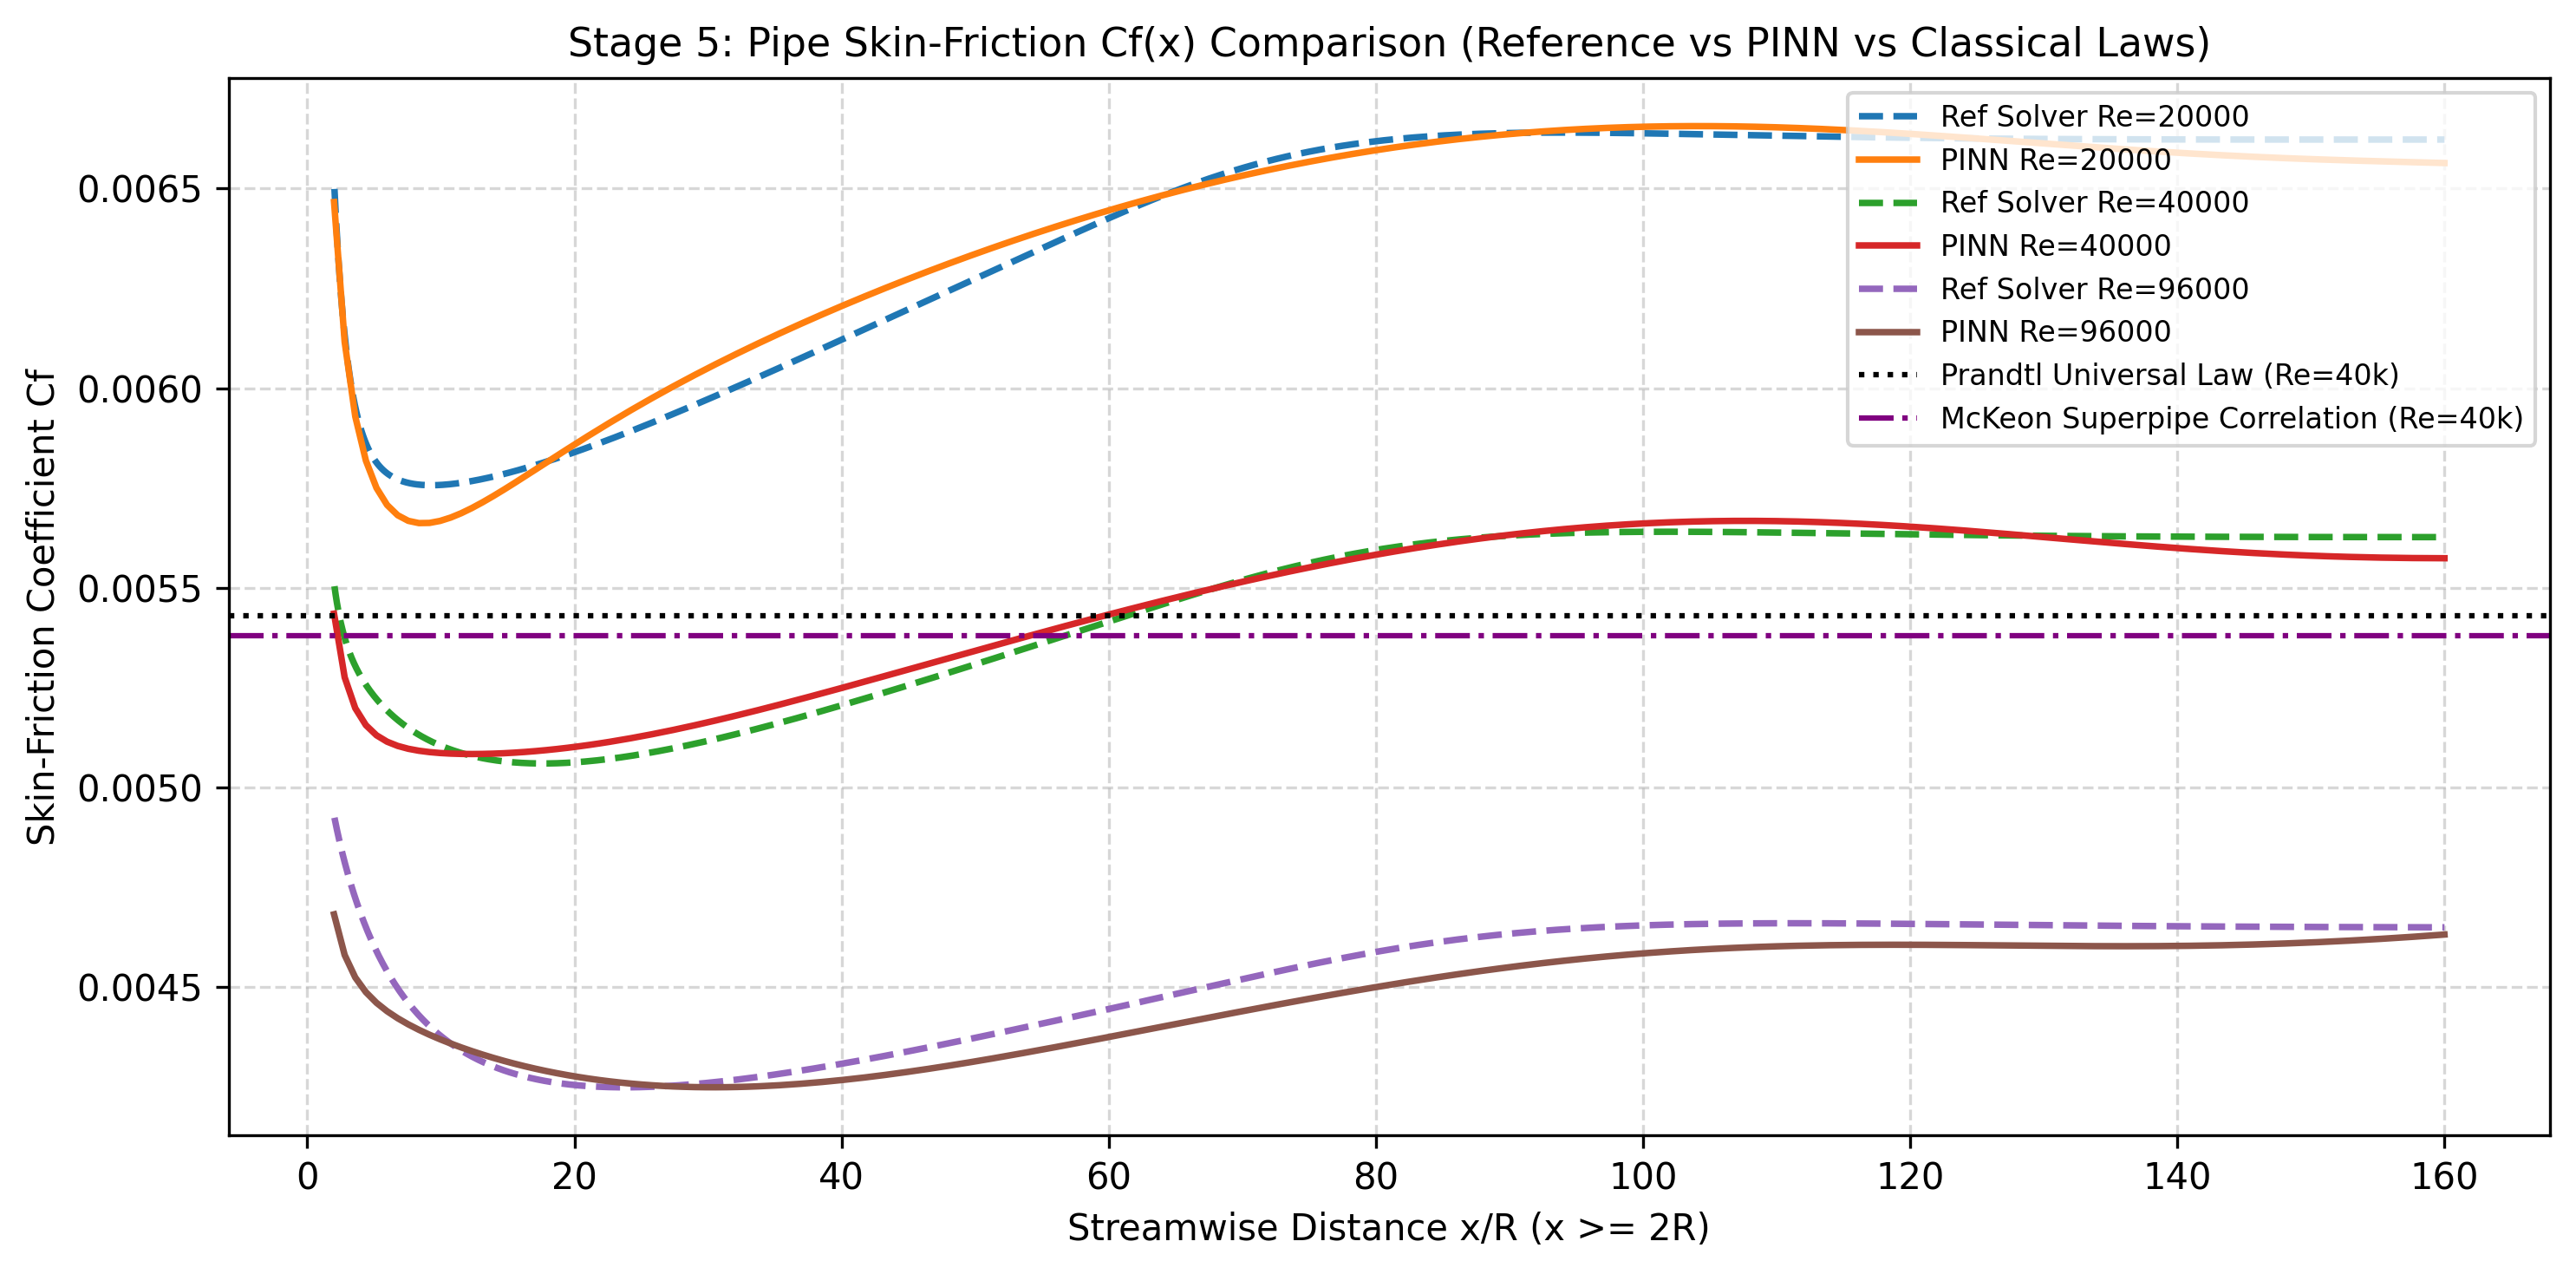 Stage 5: Pipe Skin-Friction Cf(x) Comparison (Reference vs PINN vs Classical Laws)
Skin-Friction Coefficient Cf
0.0065
0.0060
0.0055
0.0050
0.0045
Ref Solver Re=20000
PINN Re=20000
Ref Solver Re=40000
PINN Re=40000
Ref Solver Re=96000
PINN Re=96000
Prandtl Universal Law (Re=40k)
McKeon Superpipe Correlation (Re=40k)
0 20 40 60 80 100 120 140 160
Streamwise Distance x/R (x >= 2R)